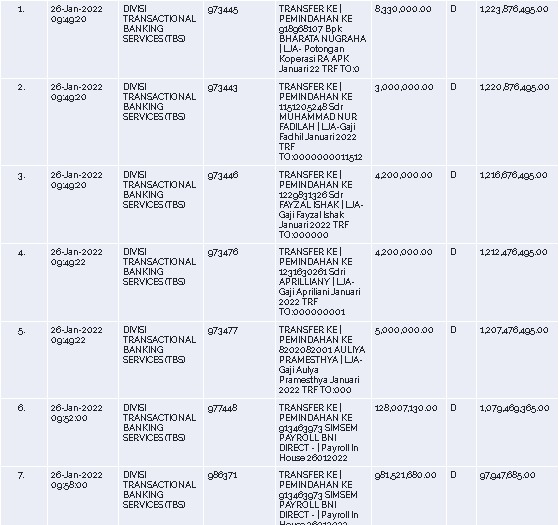 1.
26-Jan-2022
09:49:20
DIVISI
TRANSACTIONAL
BANKING
SERVICES (TBS)
973445
TRANSFER KE |
PEMINDAHAN KE
918968107 Bpk
BHARATA NUGRAHA
| LJA- Potongan
Koperasi RA APK
Januari 22 TRF TO:0
8,330,000.00
D
1,223,876,495.00
2.
26-Jan-2022
09:49:20
DIVISI
TRANSACTIONAL
BANKING
SERVICES (TBS)
973443
TRANSFER KE |
PEMINDAHAN KE
1151205248 Sdr
MUHAMMAD NUR
FADILAH | LJA-Gaji
Fadhil Januari 2022
TRF
TO:0000000011512
3,000,000.00
D
1,220,876,495.00
3.
26-Jan-2022
09:49:20
DIVISI
TRANSACTIONAL
BANKING
SERVICES (TBS)
973446
TRANSFER KE |
PEMINDAHAN KE
1229831326 Sdr
FAYZAL ISHAK | LJA-
Gaji Fayzal Ishak
Januari 2022 TRF
TO:000000
4,200,000.00
D
1,216,676,495.00
4.
26-Jan-2022
09:49:22
DIVISI
TRANSACTIONAL
BANKING
SERVICES (TBS)
973476
TRANSFER KE |
PEMINDAHAN KE
1231630261 Sdri
APRILLIANY | LJA-
Gaji Apriliani Januari
2022 TRF
TO:000000001
4,200,000.00
D
1,212,476,495.00
5.
26-Jan-2022
09:49:22
DIVISI
TRANSACTIONAL
BANKING
SERVICES (TBS)
973477
TRANSFER KE |
PEMINDAHAN KE
8202082001 AULIYA
PRAMESTHYA | LJA-
Gaji Aulya
Pramesthya Januari
2022 TRF TO:000
5,000,000.00
D
1,207,476,495.00
6.
26-Jan-2022
09:52:00
DIVISI
TRANSACTIONAL
BANKING
SERVICES (TBS)
977448
TRANSFER KE |
PEMINDAHAN KE
913463973 SIMSEM
PAYROLL BNI
DIRECT - | Payroll In
House 26012022
128,007,130.00
D
1,079,469,365.00
7.
26-Jan-2022
09:58:00
DIVISI
TRANSACTIONAL
BANKING
SERVICES (TBS)
986371
TRANSFER KE |
PEMINDAHAN KE
913463973 SIMSEM
PAYROLL BNI
DIRECT - | Payroll In
House 26012022
981,521,680.00
D
97,947,685.00